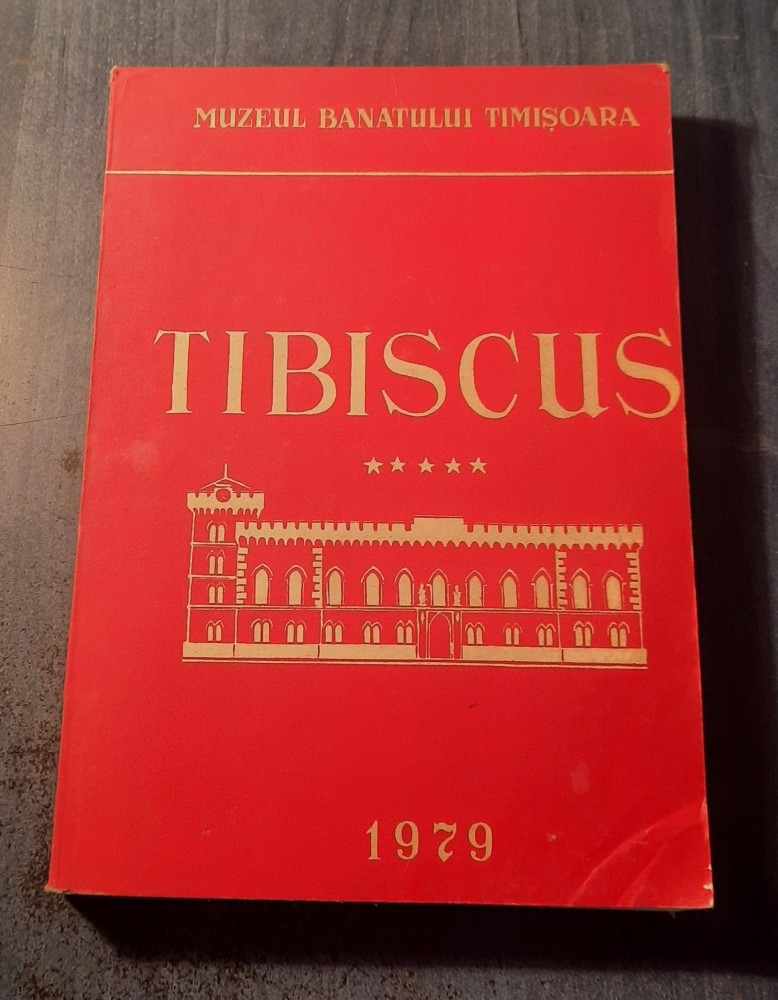 MUZEUL BANATULUI TIMIȘOARA
TIBISCUS
★★★★★
1979